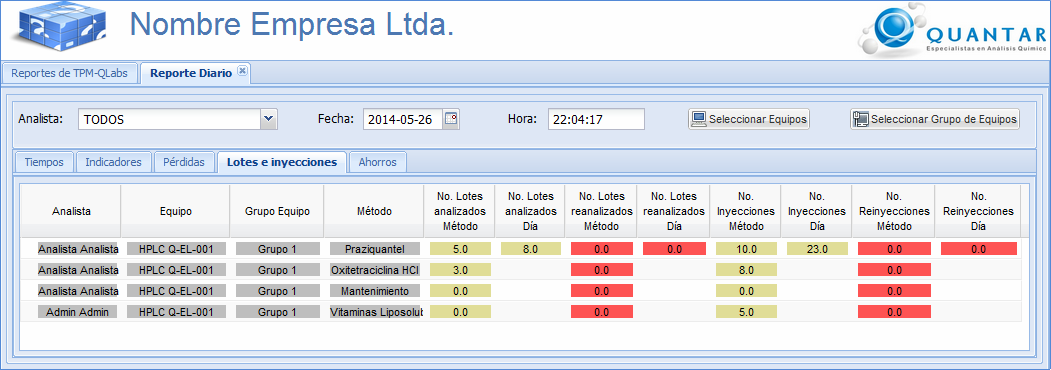 Nombre Empresa Ltda.
QUANTAR
Especialistas en Análisis Químico
Reportes de TPM-QLabs Reporte Diario
Analista: TODOS Fecha: 2014-05-26 Hora: 22:04:17 Seleccionar Equipos Seleccionar Grupo de Equipos
Tiempos Indicadores Pérdidas Lotes e inyecciones Ahorros
No. Lotes No. Lotes No. Lotes No. Lotes No. No. No. No.
Analista Equipo Grupo Equipo Método analizados analizados reanalizados reanalizados Inyecciones Inyecciones Reinyecciones Reinyecciones
Método Día Método Día Método Día Método Día
Analista Analista HPLC Q-EL-001 Grupo 1 Praziquantel 5.0 8.0 0.0 0.0 10.0 23.0 0.0 0.0
Analista Analista HPLC Q-EL-001 Grupo 1 Oxitetraciclina HCl 3.0 0.0 8.0 0.0
Analista Analista HPLC Q-EL-001 Grupo 1 Mantenimiento 0.0 0.0 0.0 0.0
Admin Admin HPLC Q-EL-001 Grupo 1 Vitaminas Liposolub 0.0 0.0 5.0 0.0